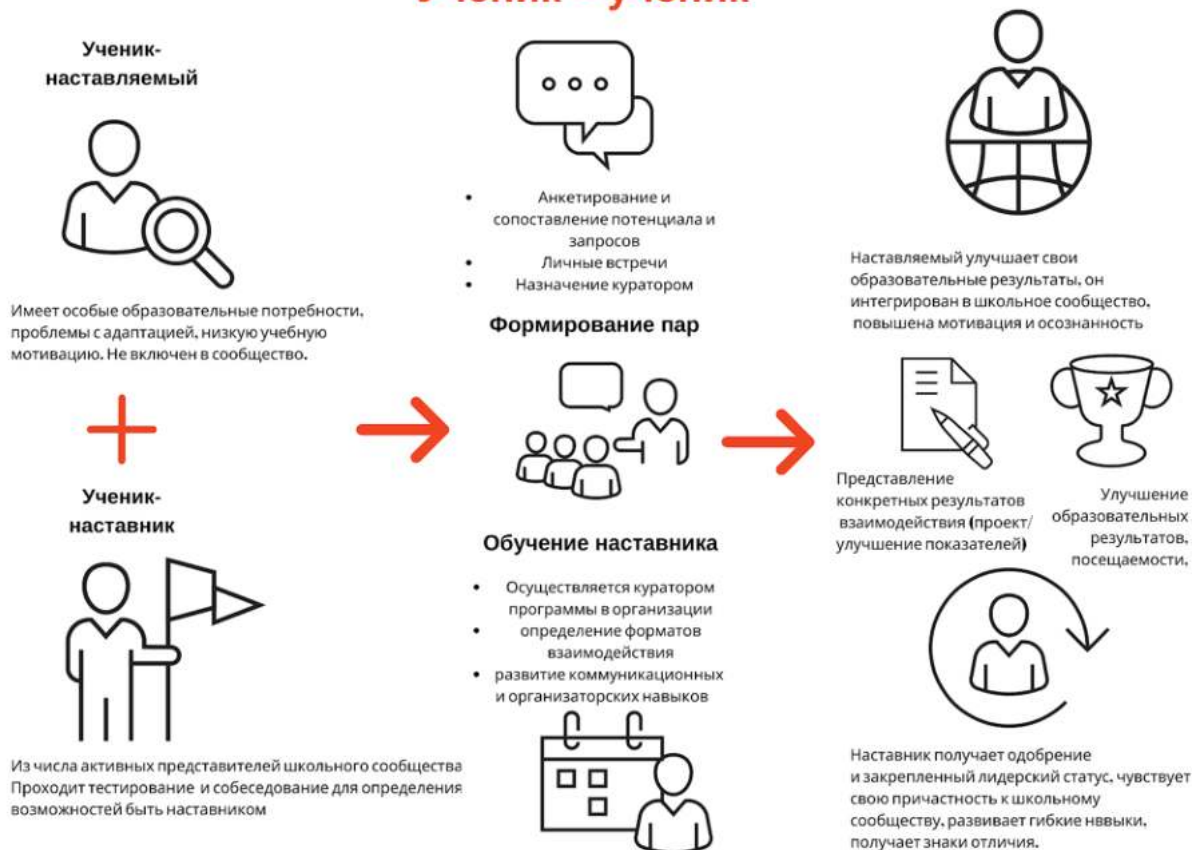 Ученик – ученик
Ученик-
наставляемый
Имеет особые образовательные потребности,
проблемы с адаптацией, низкую учебную
мотивацию. Не включен в сообщество.
Ученик-
наставник
Из числа активных представителей школьного сообщества
Проходит тестирование и собеседование для определения
возможностей быть наставником
• Анкетирование и
сопоставление потенциала и
запросов
• Личные встречи
• Назначение куратором
Формирование пар
Обучение наставника
• Осуществляется куратором
программы в организации
• определение форматов
взаимодействия
• развитие коммуникационных
и организаторских навыков
Наставляемый улучшает свои
образовательные результаты, он
интегрирован в школьное сообщество,
повышена мотивация и осознанность
Представление
конкретных результатов
взаимодействия (проект/
улучшение показателей)
Улучшение
образовательных
результатов,
посещаемости,
Наставник получает одобрение
и закрепленный лидерский статус, чувствует
свою причастность к школьному
сообществу, развивает гибкие нввыки,
получает знаки отличия.